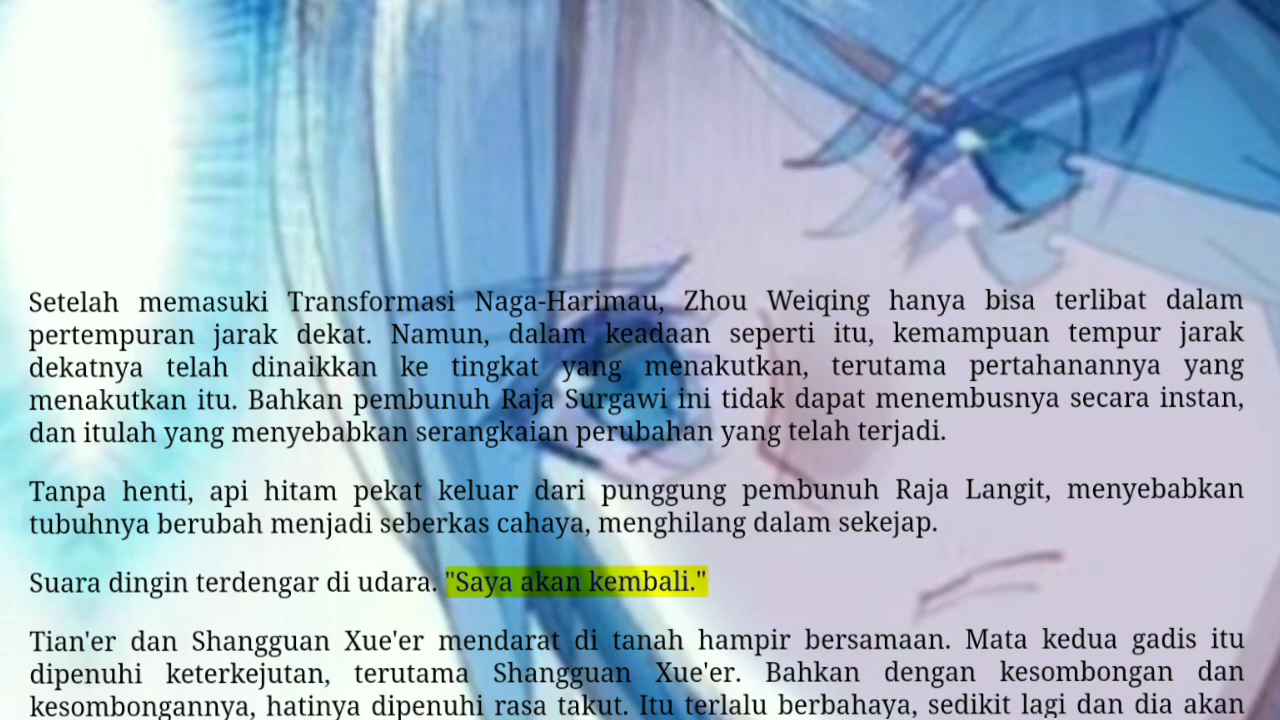 Setelah memasuki Transformasi Naga-Harimau, Zhou Weiqing hanya bisa terlibat dalam
pertempuran jarak dekat. Namun, dalam keadaan seperti itu, kemampuan tempur jarak
dekatnya telah dinaikkan ke tingkat yang menakutkan, terutama pertahanannya yang
menakutkan itu. Bahkan pembunuh Raja Surgawi ini tidak dapat menembusnya secara instan,
dan itulah yang menyebabkan serangkaian perubahan yang telah terjadi.
Tanpa henti, api hitam pekat keluar dari punggung pembunuh Raja Langit, menyebabkan
tubuhnya berubah menjadi seberkas cahaya, menghilang dalam sekejap.
Suara dingin terdengar di udara. "Saya akan kembali."
Tian'er dan Shangguan Xue'er mendarat di tanah hampir bersamaan. Mata kedua gadis itu
dipenuhi keterkejutan, terutama Shangguan Xue'er. Bahkan dengan kesombongan dan
kesombongannya, hatinya dipenuhi rasa takut. Itu terlalu berbahaya, sedikit lagi dan dia akan